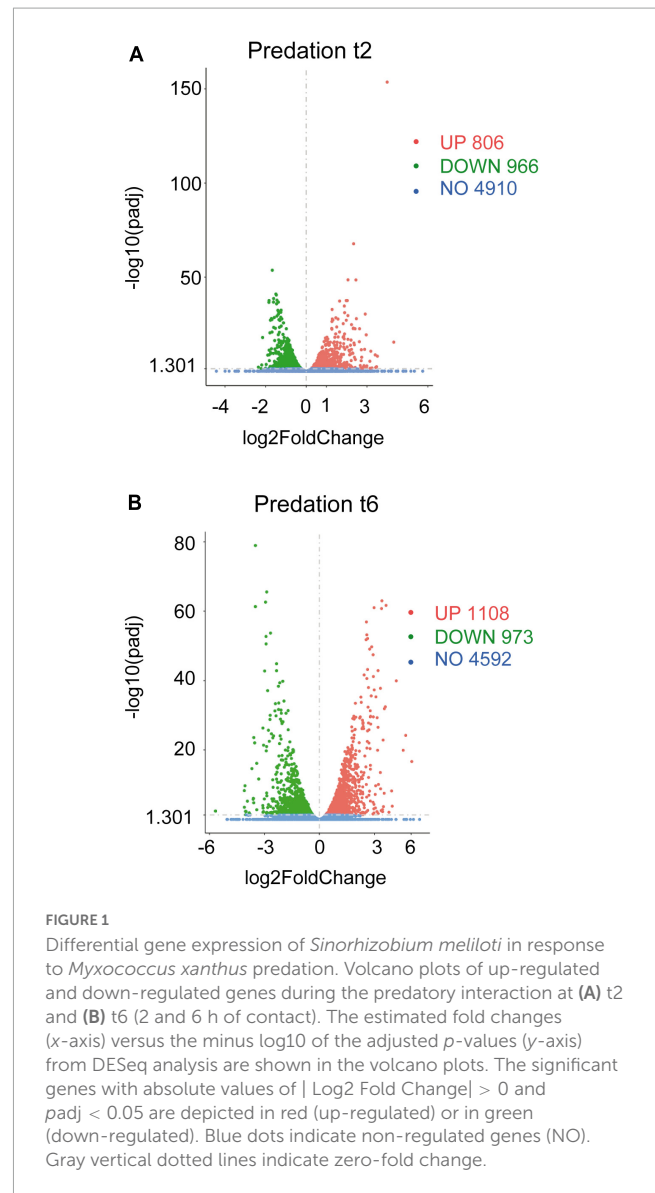 A
Predation t2
150
100
50
1.301
-log10(padj)
UP 806
DOWN 966
NO 4910
-4 -2 0 1 3 6
log2FoldChange
B
Predation t6
80
60
40
20
1.301
-log10(padj)
UP 1108
DOWN 973
NO 4592
-6 -3 0 3 6
log2FoldChange
FIGURE 1
Differential gene expression of Sinorhizobium meliloti in response
to Myxococcus xanthus predation. Volcano plots of up-regulated
and down-regulated genes during the predatory interaction at (A) t2
and (B) t6 (2 and 6 h of contact). The estimated fold changes
(x-axis) versus the minus log10 of the adjusted p-values (y-axis)
from DESeq analysis are shown in the volcano plots. The significant
genes with absolute values of | Log2 Fold Change| > 0 and
padj < 0.05 are depicted in red (up-regulated) or in green
(down-regulated). Blue dots indicate non-regulated genes (NO).
Gray vertical dotted lines indicate zero-fold change.